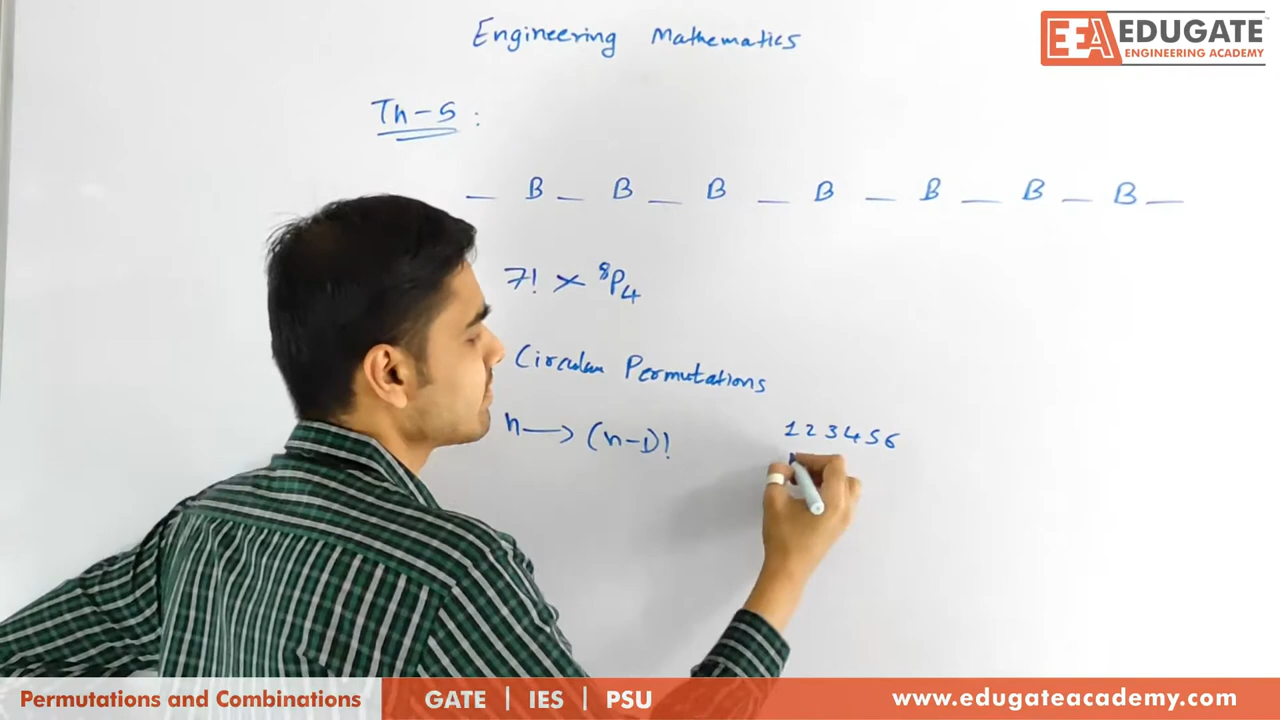 Engineering Mathematics
EEA EDUGATE
ENGINEERING ACADEMY
Th-5 :
_ B _ B _ B _ B _ B _ B _ B _
7! × ⁸P₄
Circular Permutations
n → (n-1)!
1 2 3 4 5 6
Permutations and Combinations
GATE | IES | PSU
www.edugateacademy.com